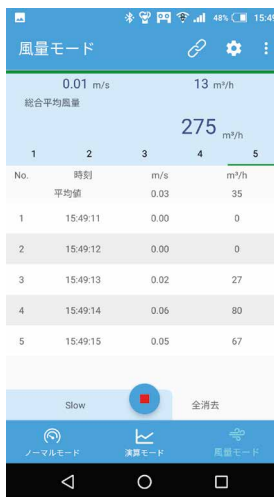 48% 15:49
風量モード
0.01 m/s 13 m³/h
総合平均風量
275 m³/h
1 2 3 4 5
No. 時刻 m/s m³/h
平均値 0.03 35
1 15:49:11 0.00 0
2 15:49:12 0.00 0
3 15:49:13 0.02 27
4 15:49:14 0.06 80
5 15:49:15 0.05 67
Slow 全消去
ノーマルモード 演算モード 風量モード